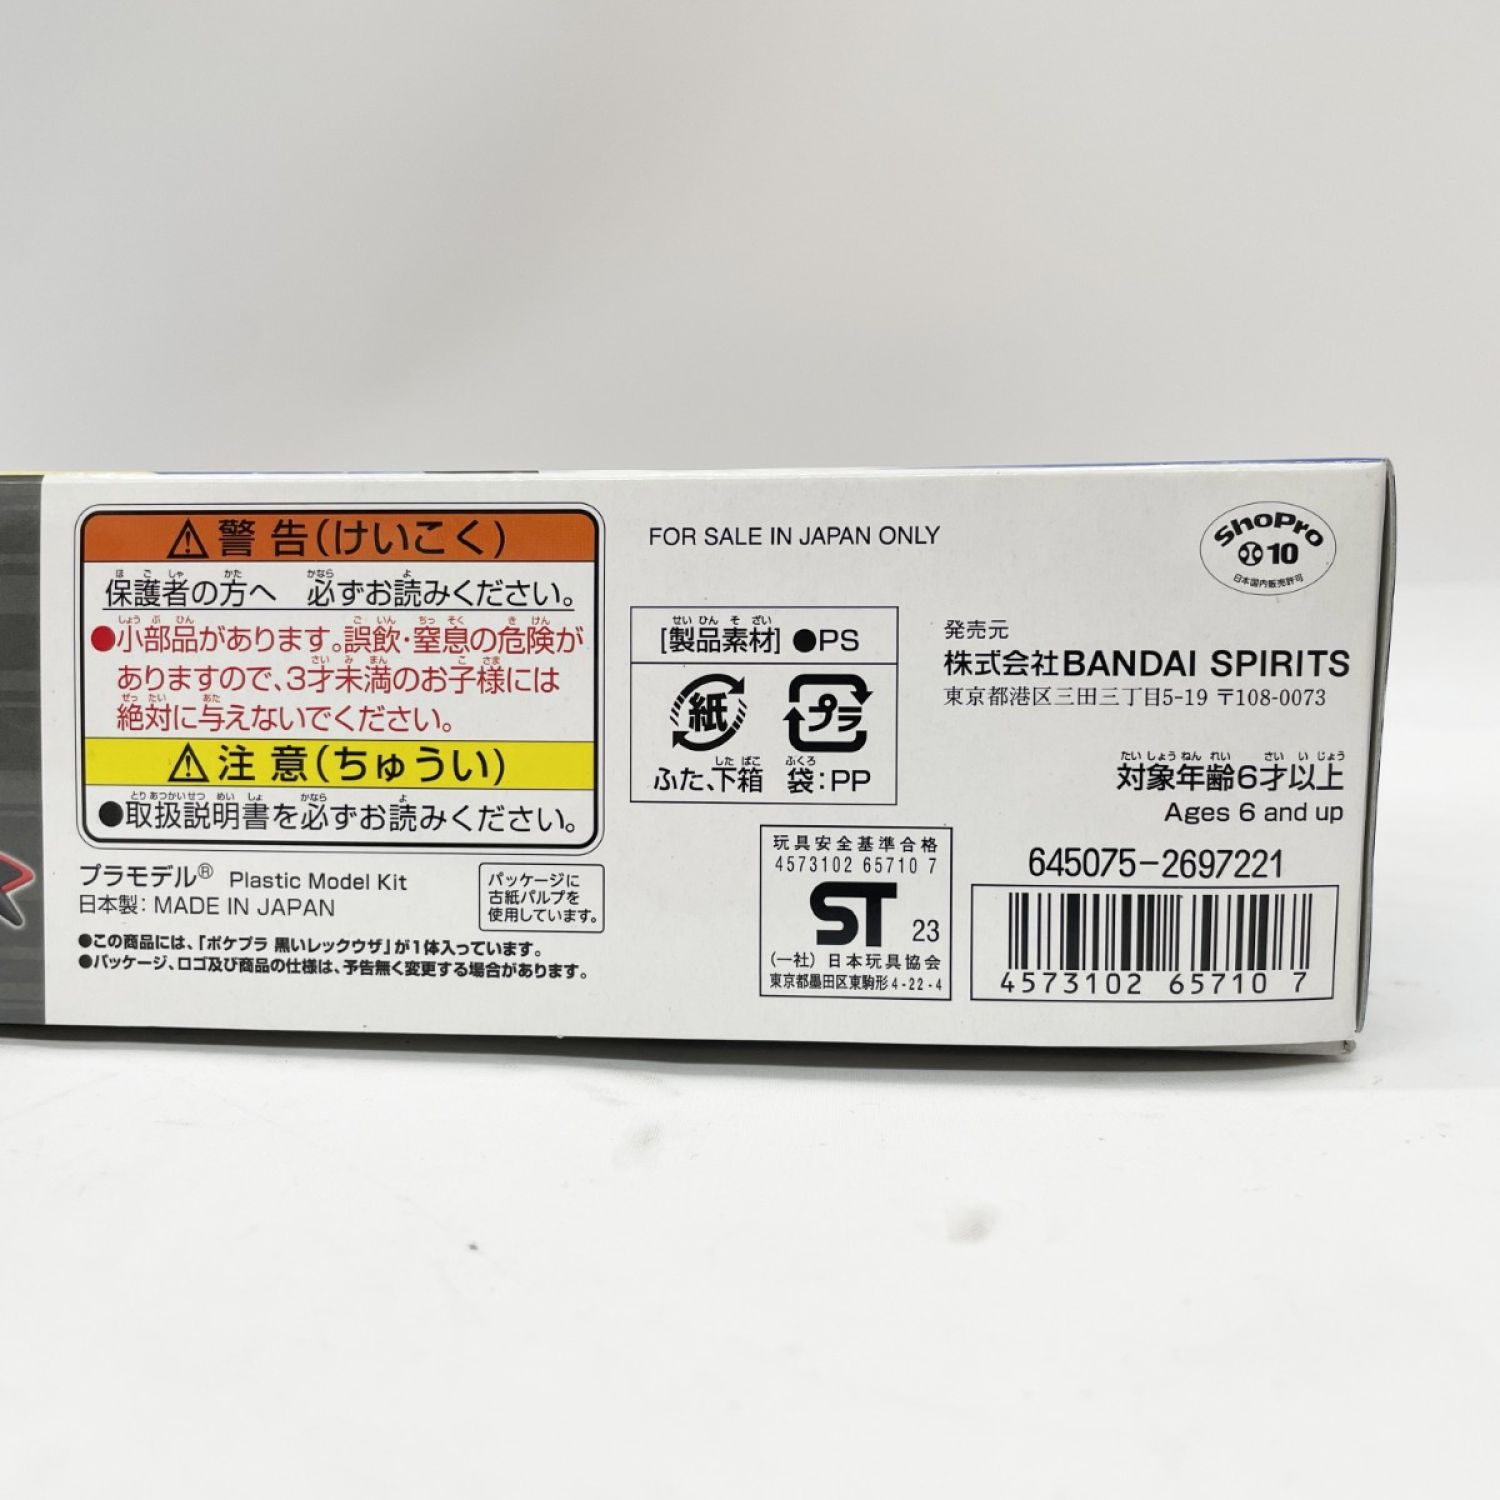 警告(けいこく)
保護者の方へ 必ずお読みください。
●小部品があります。誤飲・窒息の危険が
ありますので、3才未満のお子様には
絶対に与えないでください。
注意(ちゅうい)
●取扱説明書を必ずお読みください。
プラモデル® Plastic Model Kit
日本製: MADE IN JAPAN
パッケージに
古紙パルプを
使用しています。
●この商品には、「ポケプラ 黒いレックウザ」が1体入っています。
●パッケージ、ロゴ及び商品の仕様は、予告無く変更する場合があります。
FOR SALE IN JAPAN ONLY
[製品素材] ●PS
紙 プラ
ふた、下箱 袋:PP
玩具安全基準合格
4573102 65710 7
ST 23
(一社) 日本玩具協会
東京都墨田区東駒形4-22-4
ShoPro
10
日本国内販売許可
発売元
株式会社BANDAI SPIRITS
東京都港区三田三丁目5-19 〒108-0073
対象年齢6才以上
Ages 6 and up
645075-2697221
4573102 65710 7